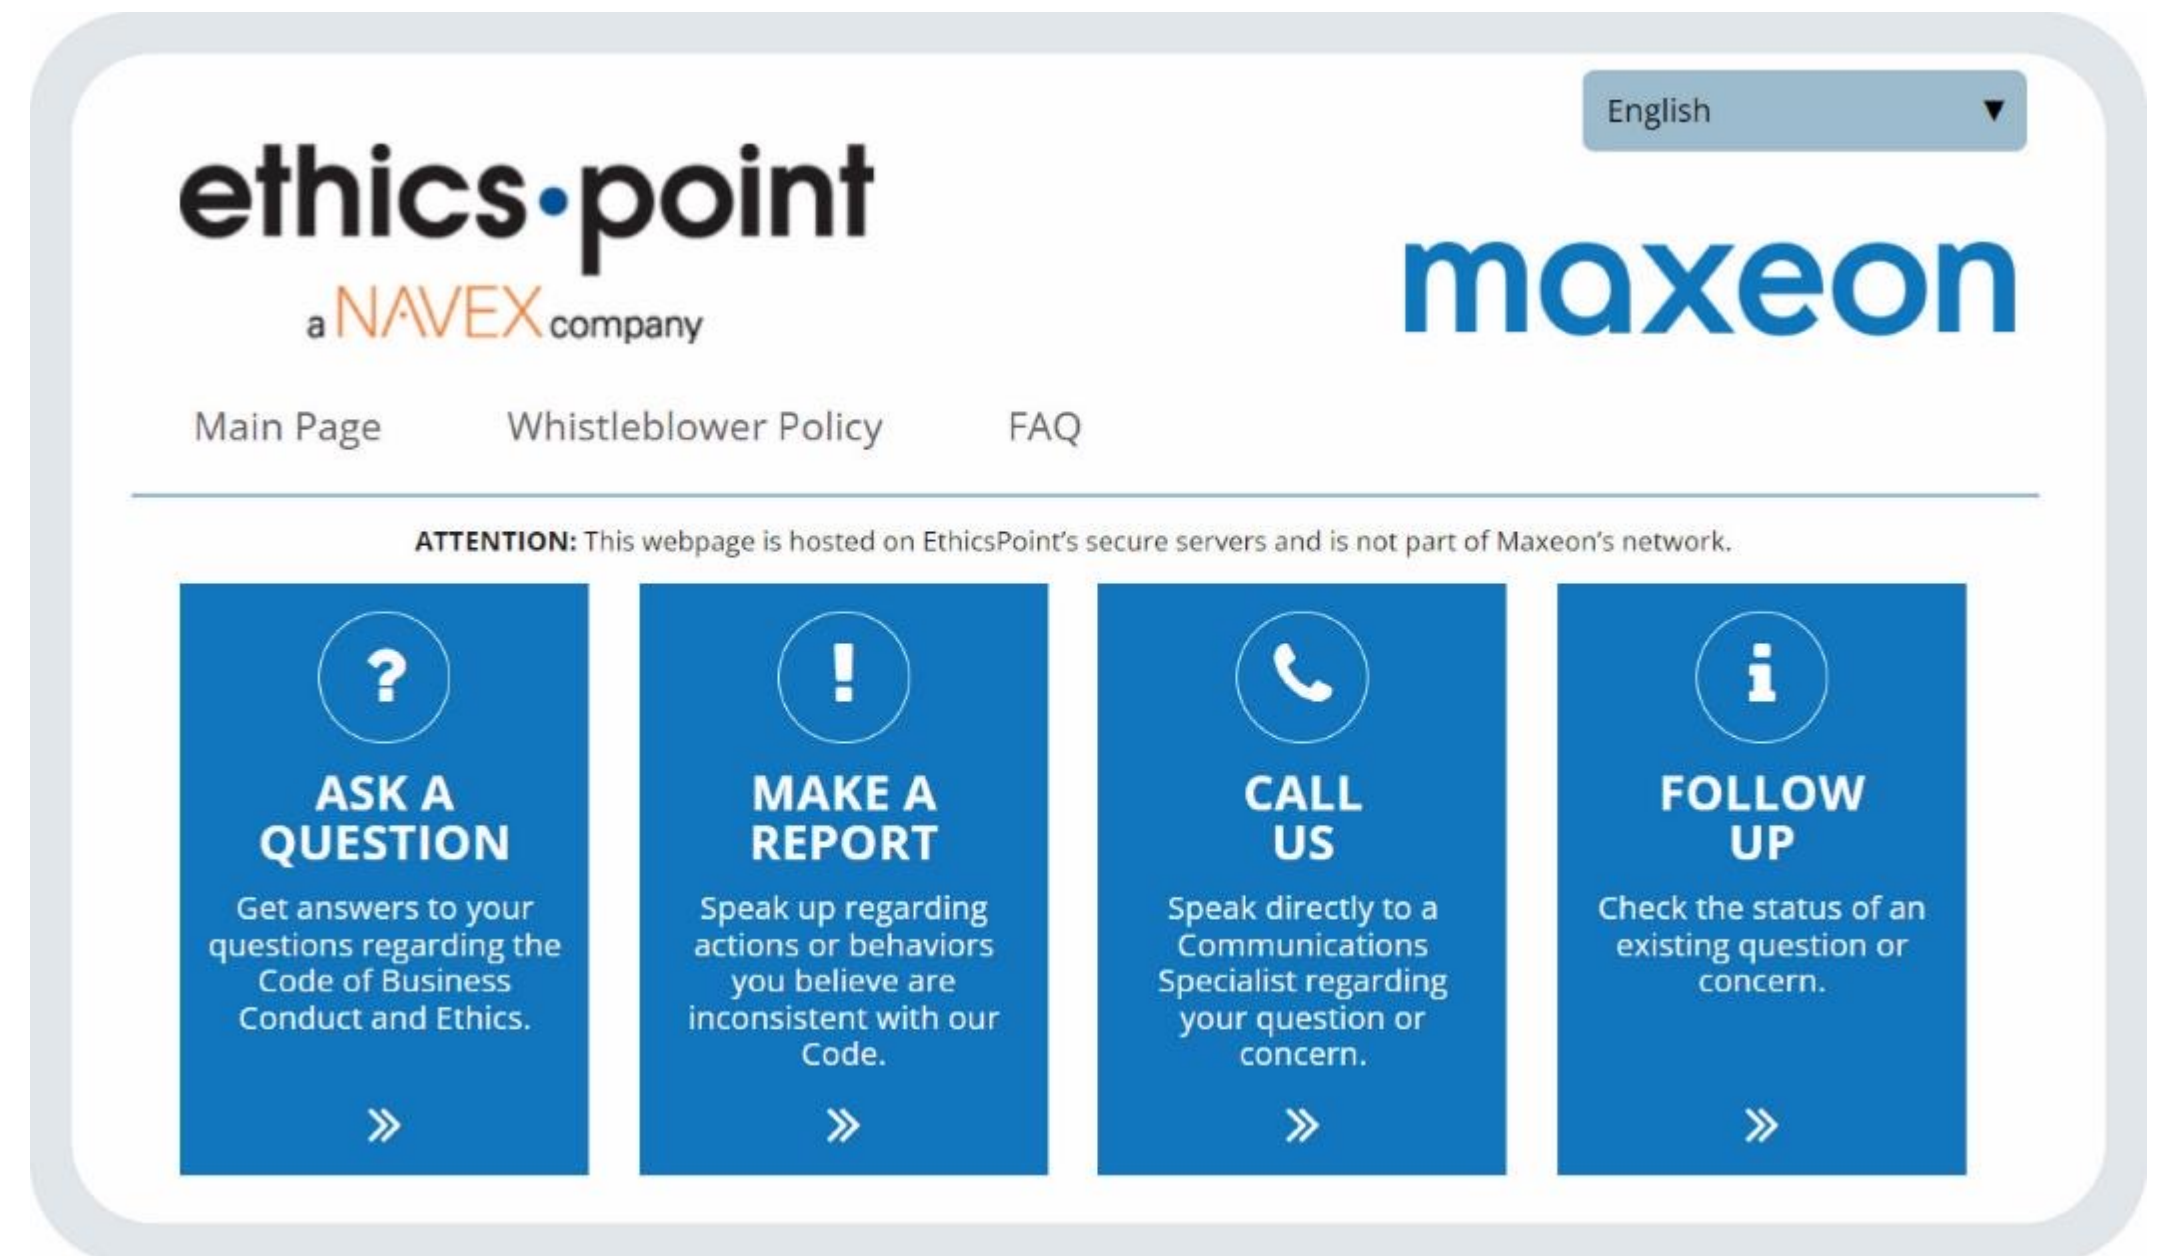 English
ethics•point
a NAVEX company
maxeon
Main Page Whistleblower Policy FAQ
ATTENTION: This webpage is hosted on EthicsPoint's secure servers and is not part of Maxeon's network.
?
ASK A
QUESTION
Get answers to your
questions regarding the
Code of Business
Conduct and Ethics.
»
!
MAKE A
REPORT
Speak up regarding
actions or behaviors
you believe are
inconsistent with our
Code.
»
CALL
US
Speak directly to a
Communications
Specialist regarding
your question or
concern.
»
i
FOLLOW
UP
Check the status of an
existing question or
concern.
»